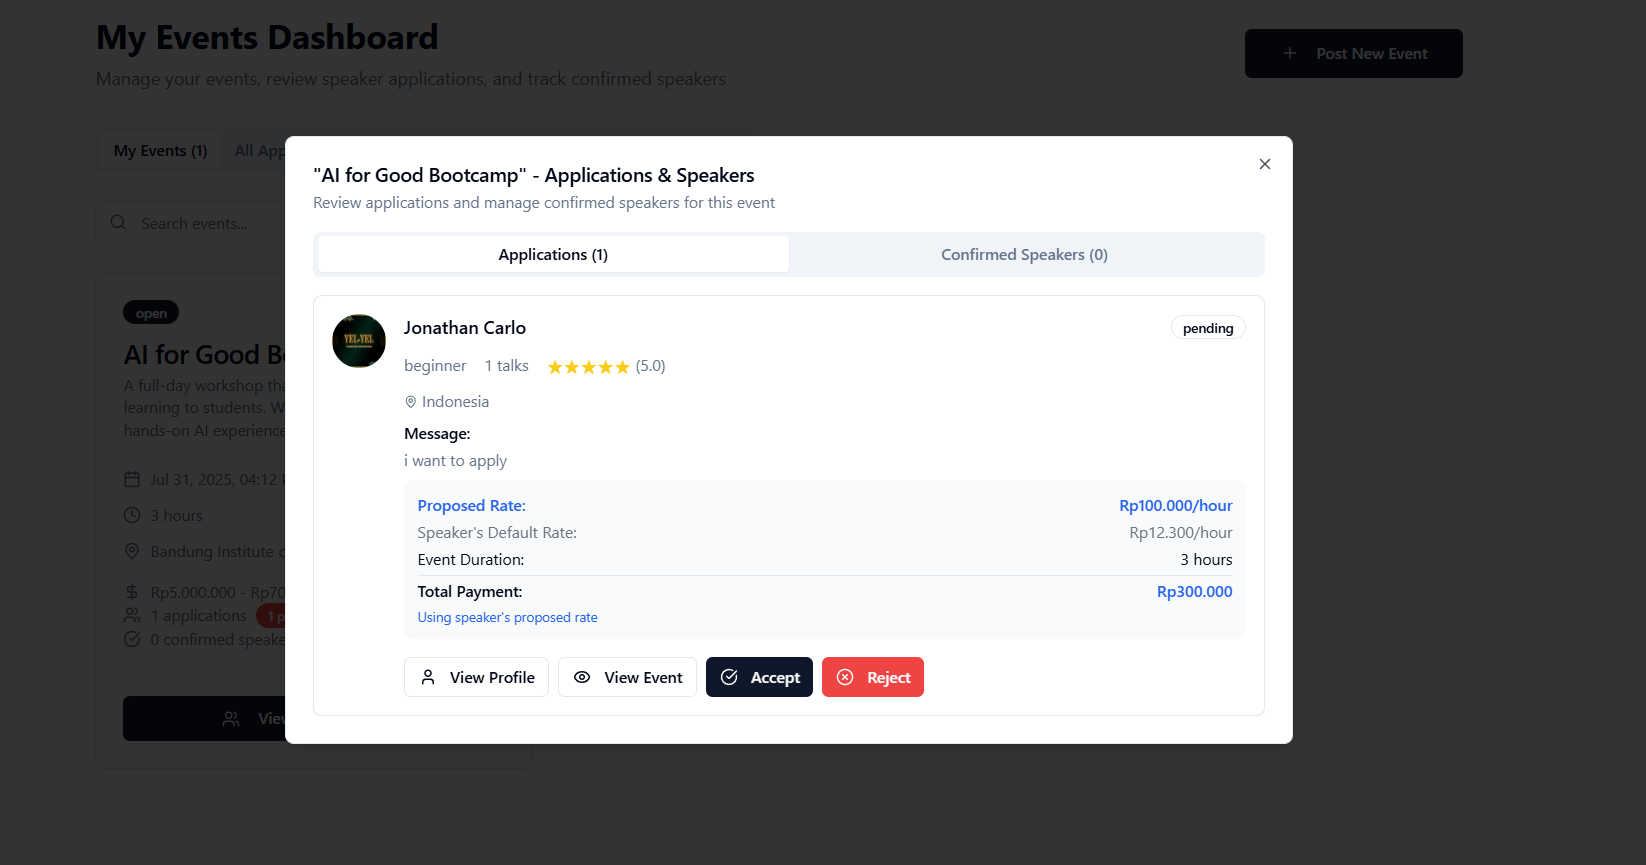 My Events Dashboard
Manage your events, review speaker applications, and track confirmed speakers
Post New Event
My Events (1)
All App
Search events...
open
AI for Good B
A full-day workshop tha
learning to students. W
hands-on AI experience
Jul 31, 2025, 04:12
3 hours
Bandung Institute
Rp5.000.000 - Rp70
1 applications
1 p
0 confirmed speake
View
"AI for Good Bootcamp" - Applications & Speakers
Review applications and manage confirmed speakers for this event
Applications (1)
Confirmed Speakers (0)
YEL-YEL
Jonathan Carlo
pending
beginner 1 talks (5.0)
Indonesia
Message:
i want to apply
Proposed Rate: Rp100.000/hour
Speaker's Default Rate: Rp12.300/hour
Event Duration: 3 hours
Total Payment: Rp300.000
Using speaker's proposed rate
View Profile
View Event
Accept
Reject